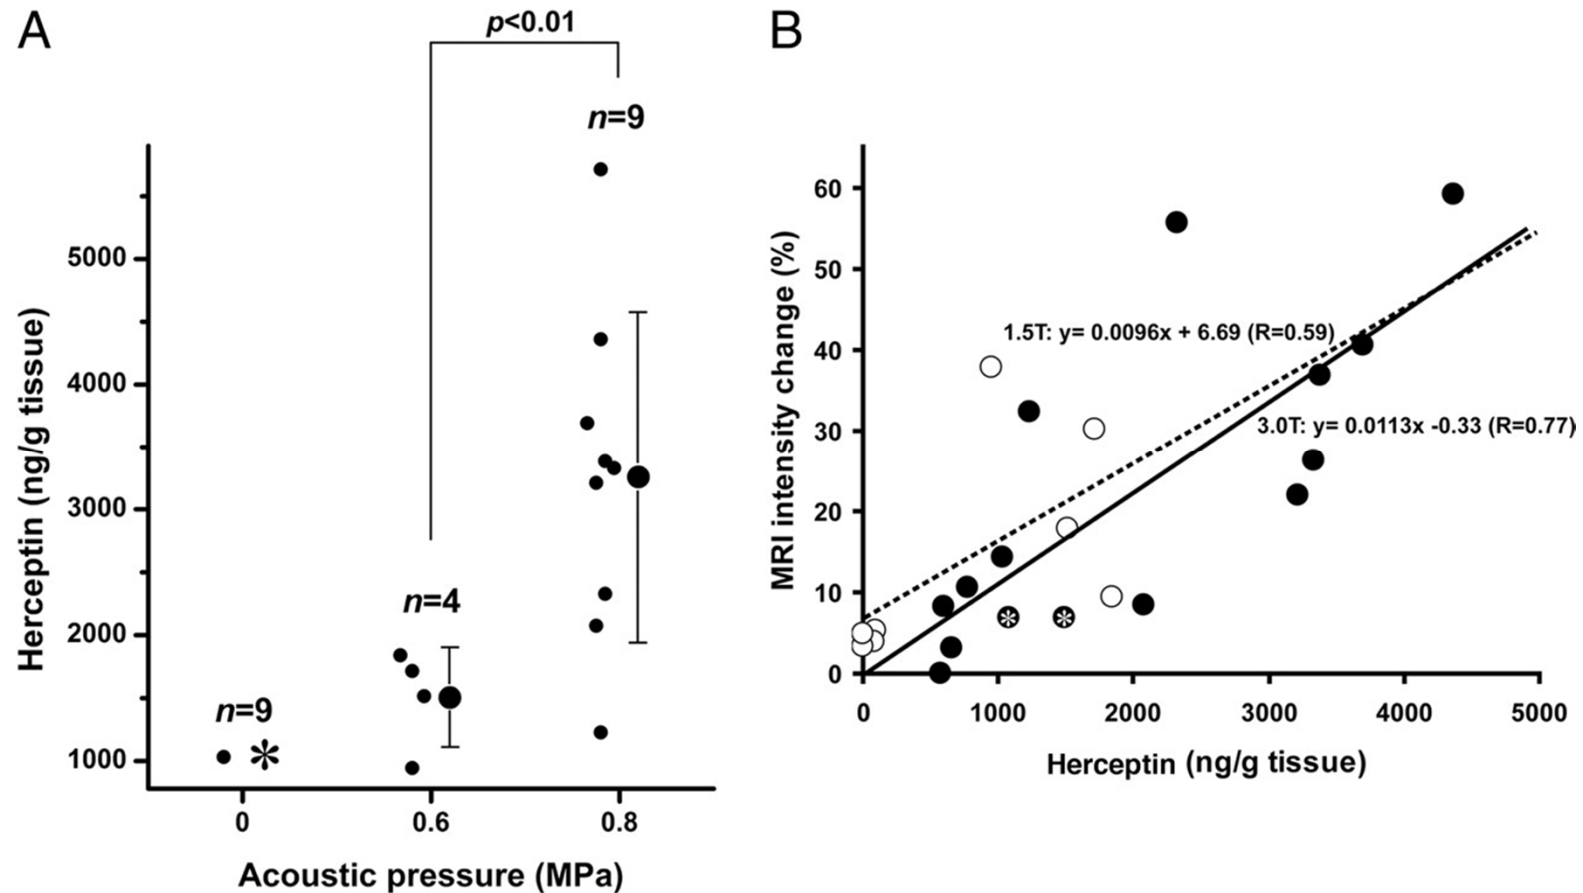 A
p<0.01
n=9
5000
4000
3000
2000
1000
n=4
n=9
*
0
0.6
0.8
Herceptin (ng/g tissue)
Acoustic pressure (MPa)
B
60
50
40
30
20
10
0
1.5T: y= 0.0096x + 6.69 (R=0.59)
3.0T: y= 0.0113x -0.33 (R=0.77)
* *
0
1000
2000
3000
4000
5000
MRI intensity change (%)
Herceptin (ng/g tissue)